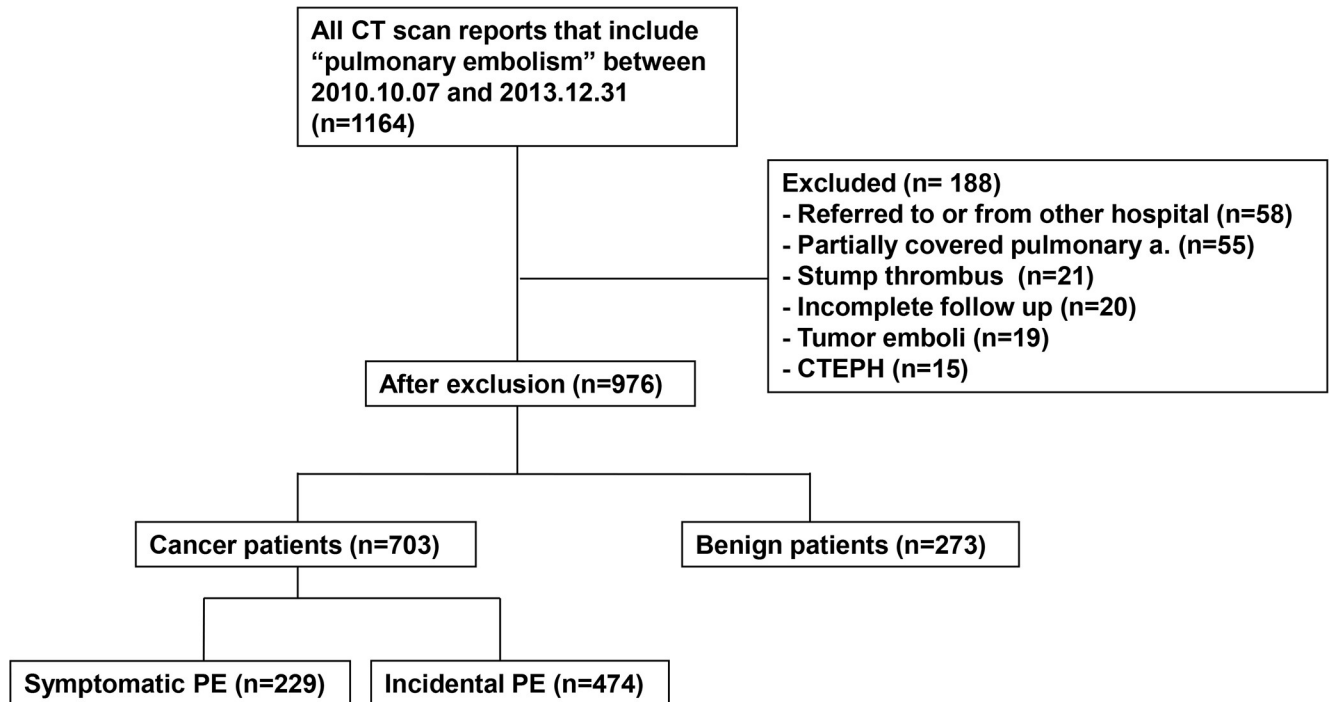 All CT scan reports that include
“pulmonary embolism” between
2010.10.07 and 2013.12.31
(n=1164)
Excluded (n= 188)
- Referred to or from other hospital (n=58)
- Partially covered pulmonary a. (n=55)
- Stump thrombus  (n=21)
- Incomplete follow up (n=20)
- Tumor emboli (n=19)
- CTEPH (n=15)
After exclusion (n=976)
Cancer patients (n=703)
Benign patients (n=273)
Symptomatic PE (n=229)
Incidental PE (n=474)